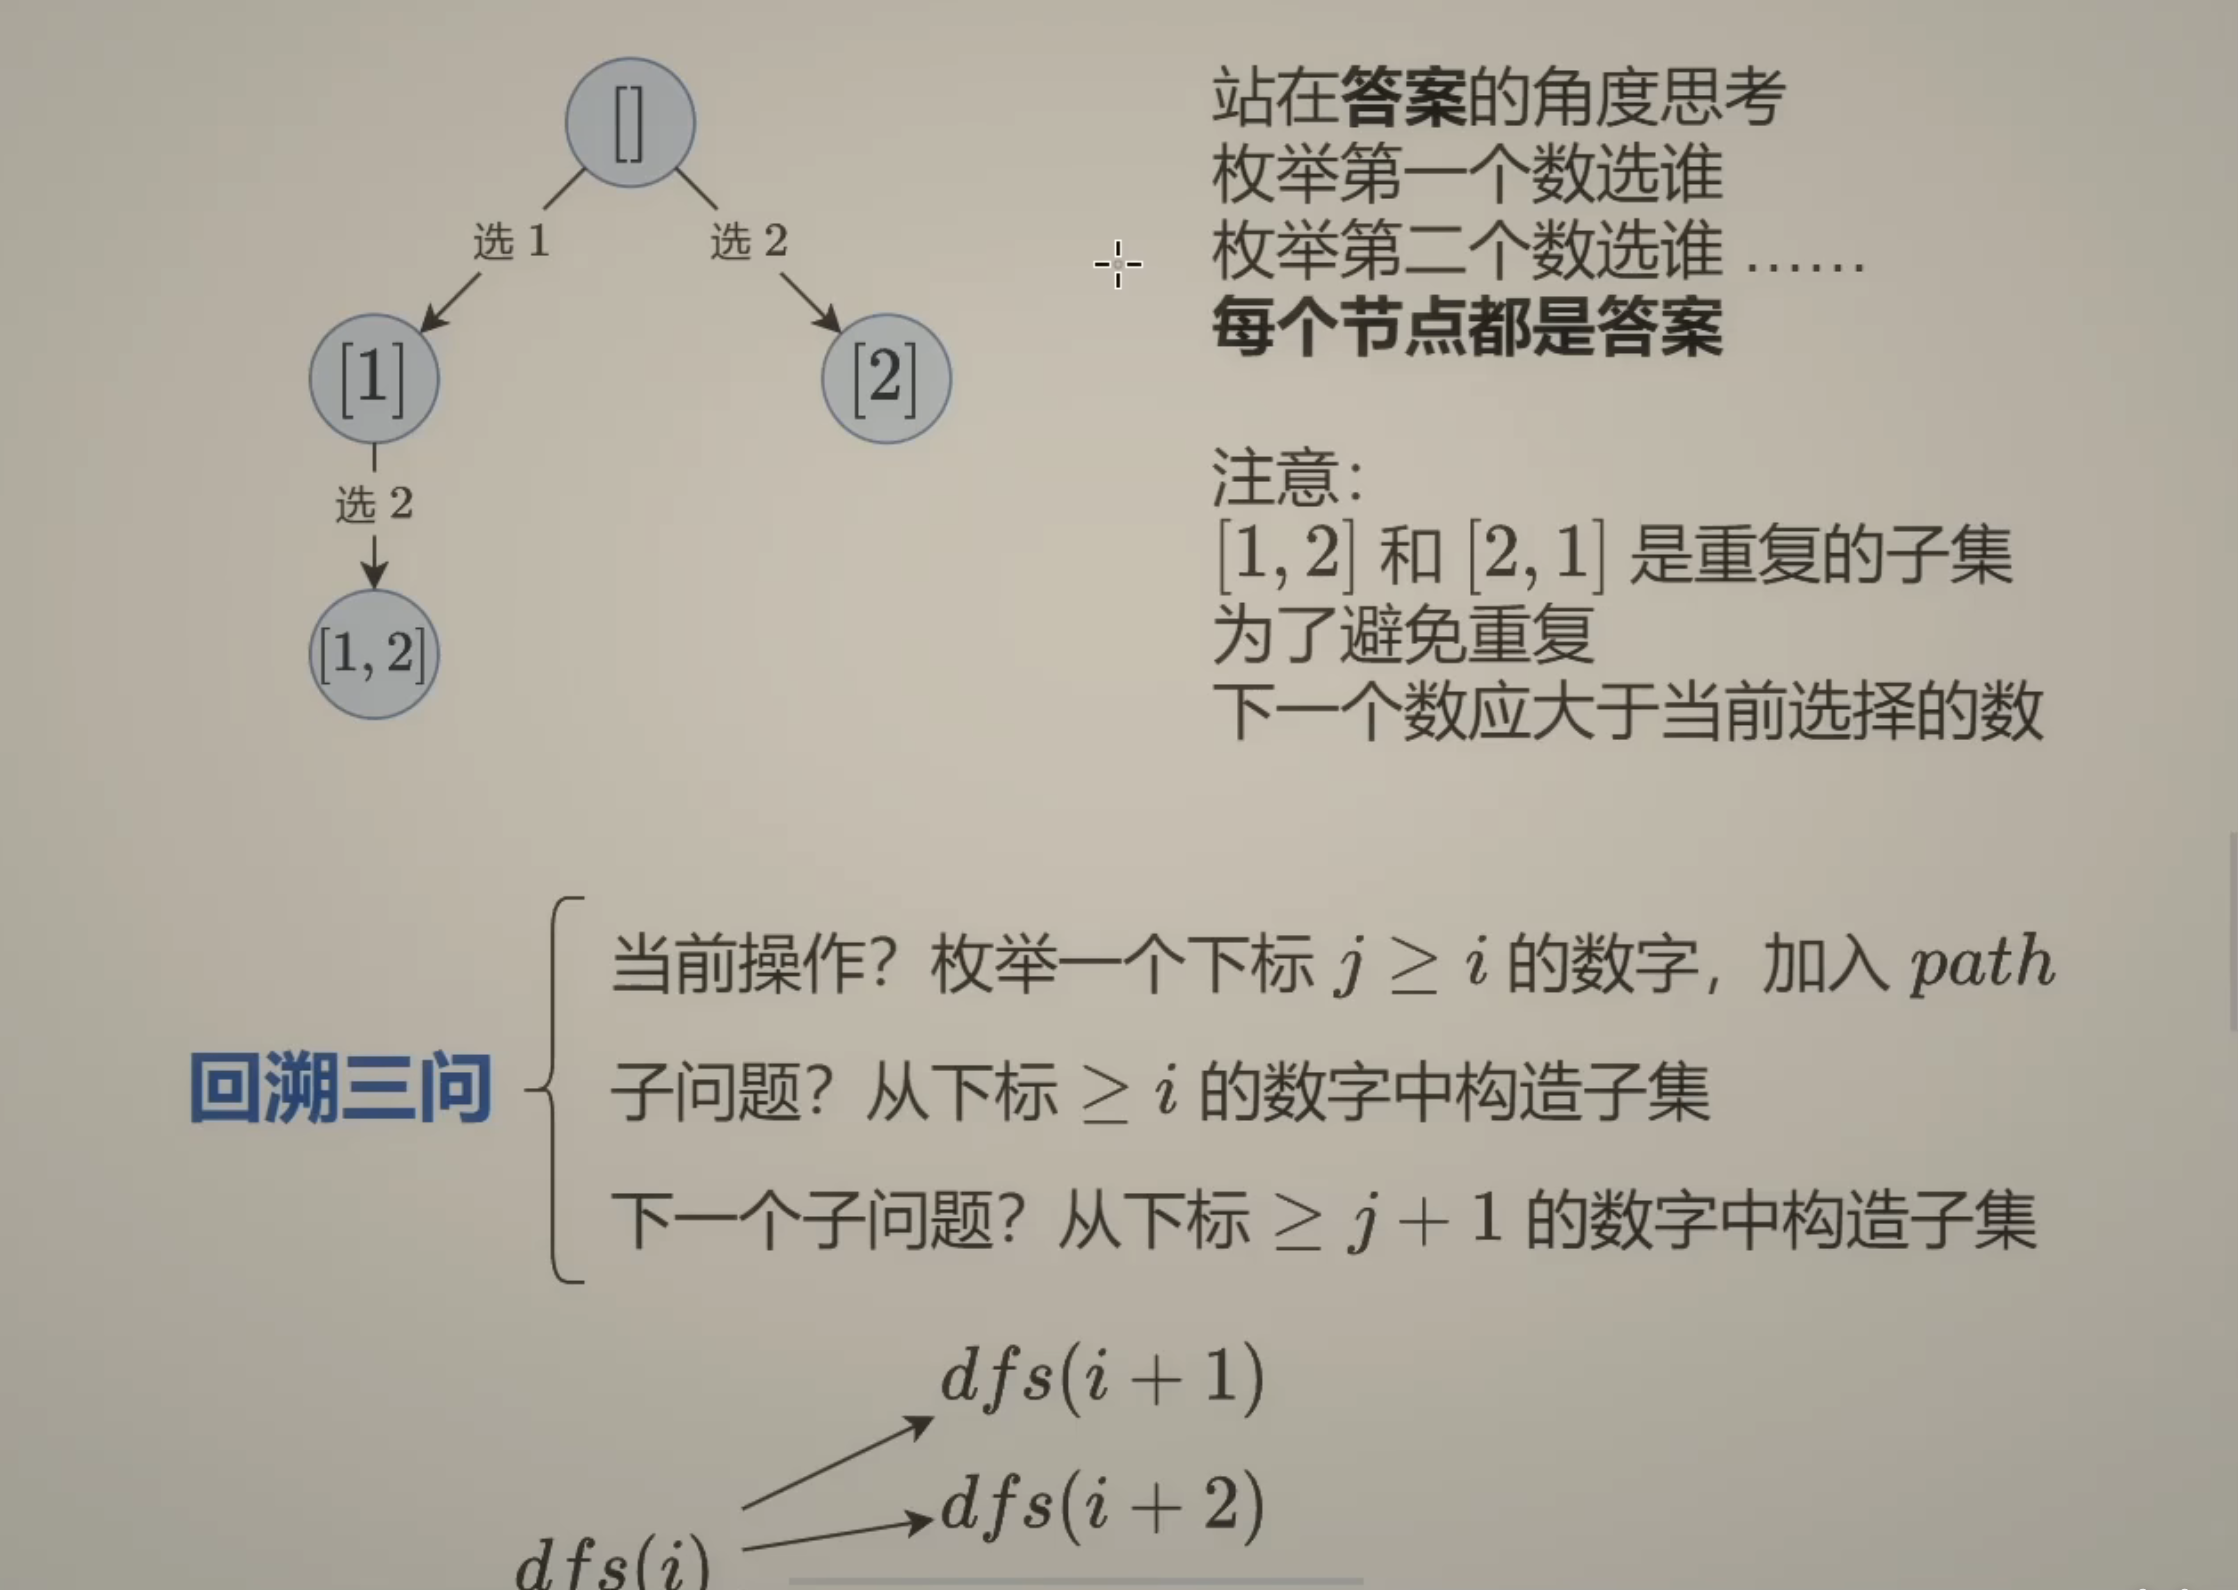 []
选 1
选 2
[1]
[2]
选 2
[1, 2]
站在答案的角度思考
枚举第一个数选谁
枚举第二个数选谁 ……
每个节点都是答案
注意：
[1, 2] 和 [2, 1] 是重复的子集
为了避免重复
下一个数应大于当前选择的数
回溯三问
当前操作？枚举一个下标 j ≥ i 的数字，加入 path
子问题？从下标 ≥ i 的数字中构造子集
下一个子问题？从下标 ≥ j + 1 的数字中构造子集
dfs(i + 1)
dfs(i + 2)
dfs(i)